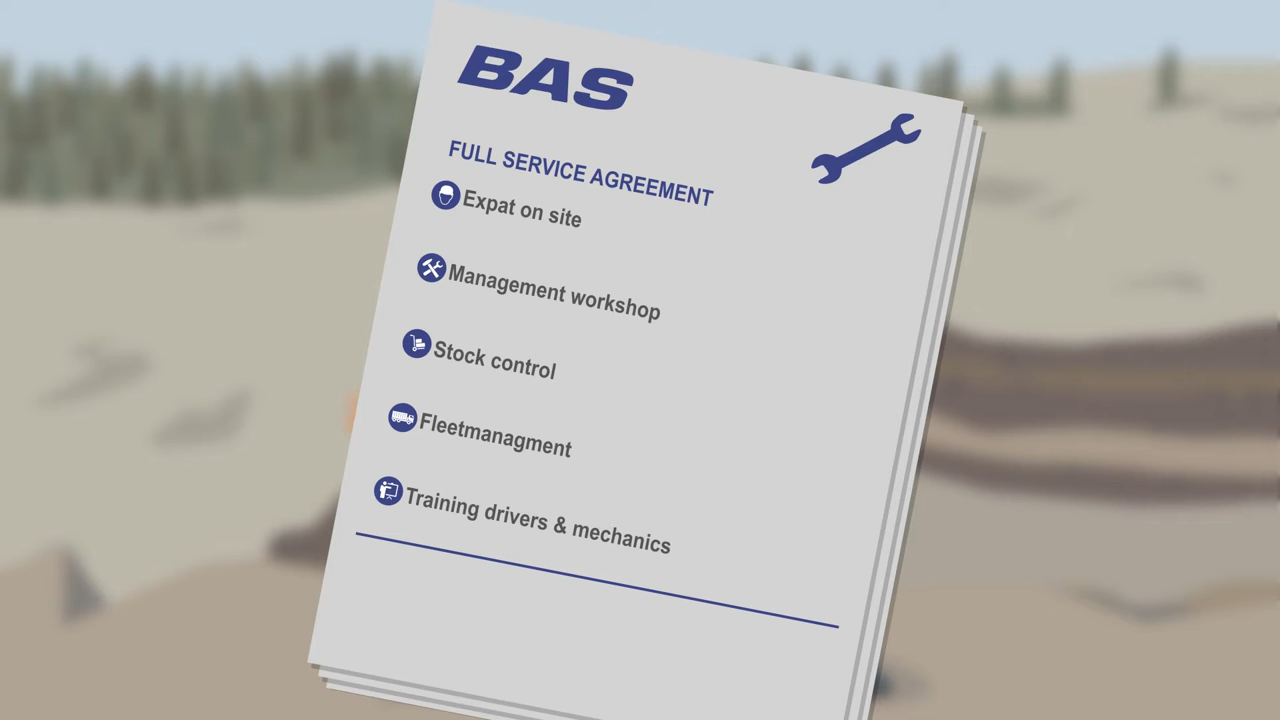 BAS
FULL SERVICE AGREEMENT
Expat on site
Management workshop
Stock control
Fleetmanagment
Training drivers & mechanics